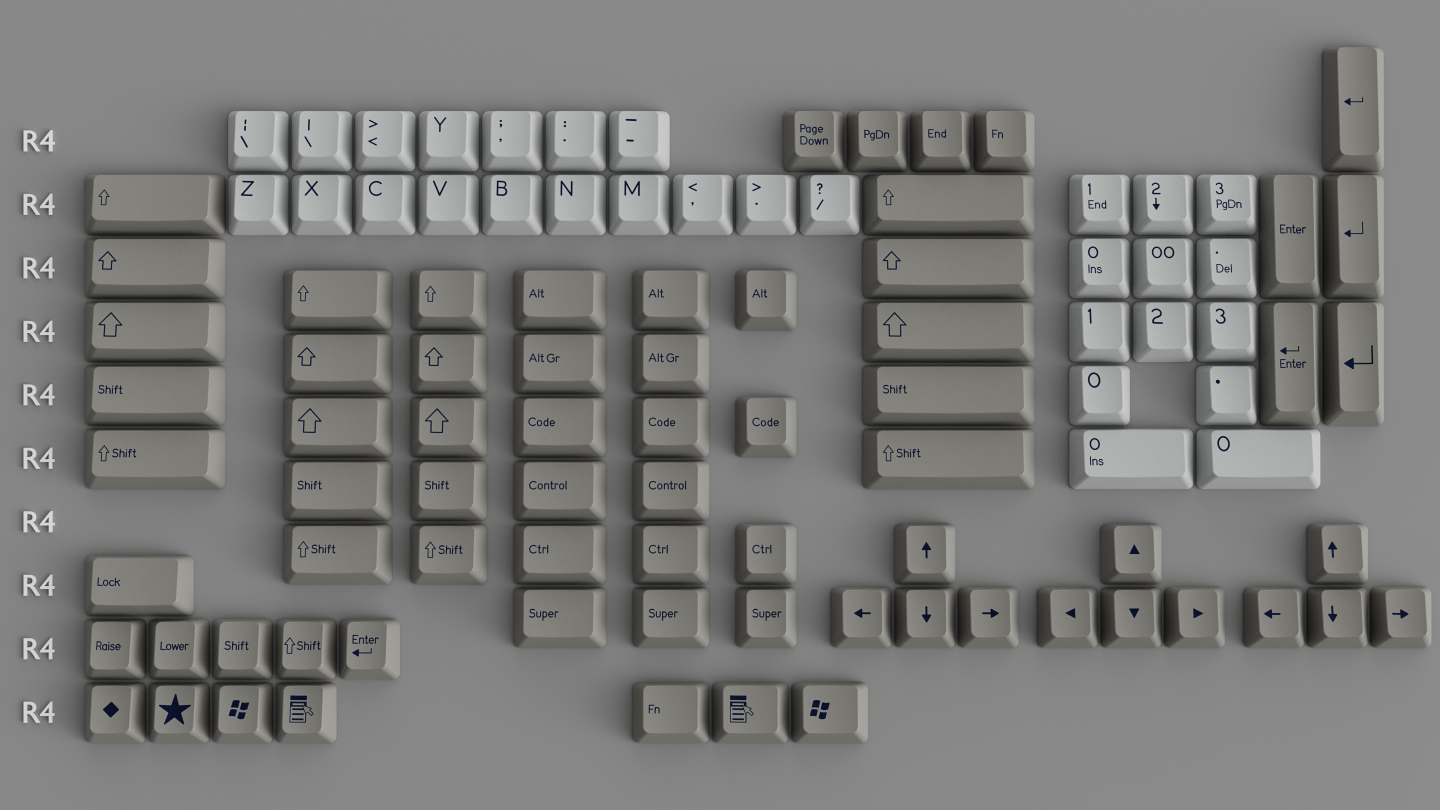 R4
¦
\
|
\
>
<
Y
;
,
:
.
_
-
Page
Down
PgDn
End
Fn
R4
Z
X
C
V
B
N
M
<
,
>
.
?
/
1
End
2
↓
3
PgDn
Enter
R4
Alt
Alt
Alt
0
Ins
00
.
Del
R4
Alt Gr
Alt Gr
1
2
3
Enter
R4
Shift
Code
Code
Code
Shift
0
.
R4
⇧ Shift
Shift
Shift
Control
Control
⇧ Shift
0
Ins
0
R4
⇧ Shift
⇧ Shift
Ctrl
Ctrl
Ctrl
↑
▲
↑
R4
Lock
Super
Super
Super
←
↓
→
◀
▼
▶
←
↓
→
R4
Raise
Lower
Shift
⇧ Shift
Enter
R4
Fn